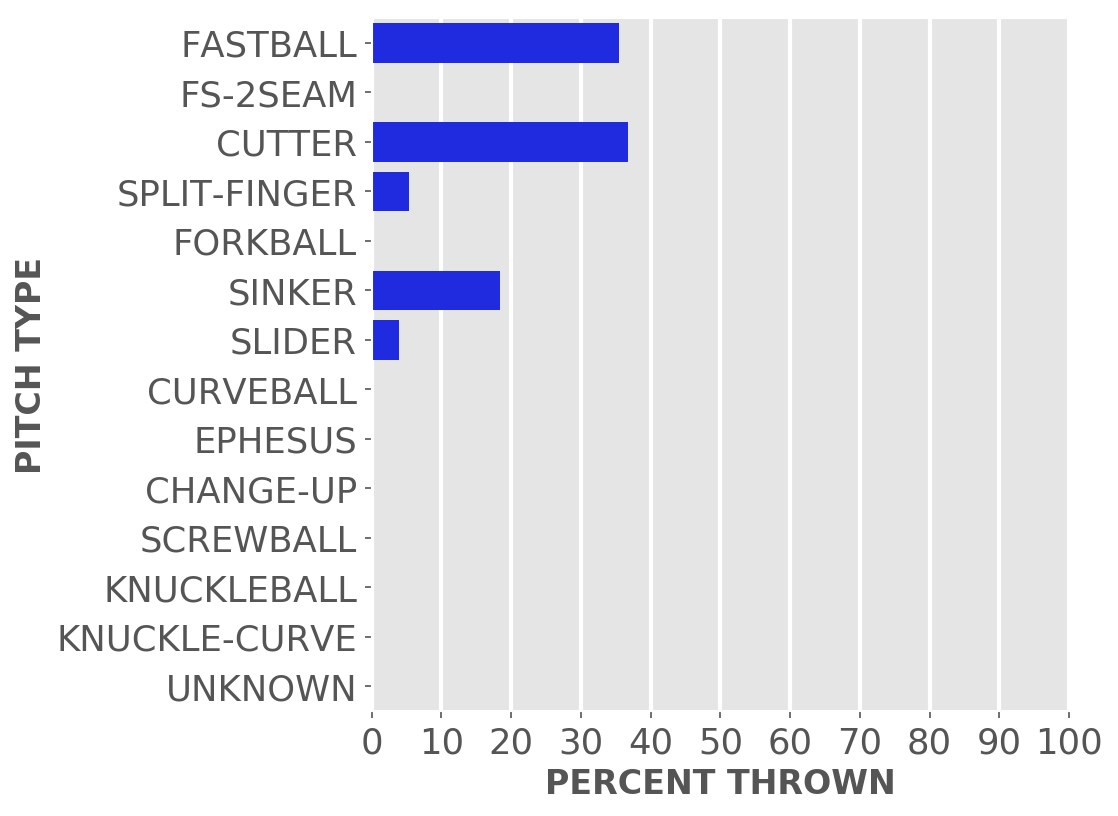 FASTBALL
FS-2SEAM
CUTTER
SPLIT-FINGER
FORKBALL
SINKER
SLIDER
CURVEBALL
EPHESUS
CHANGE-UP
SCREWBALL
KNUCKLEBALL
KNUCKLE-CURVE
UNKNOWN
PITCH TYPE
0 10 20 30 40 50 60 70 80 90 100
PERCENT THROWN